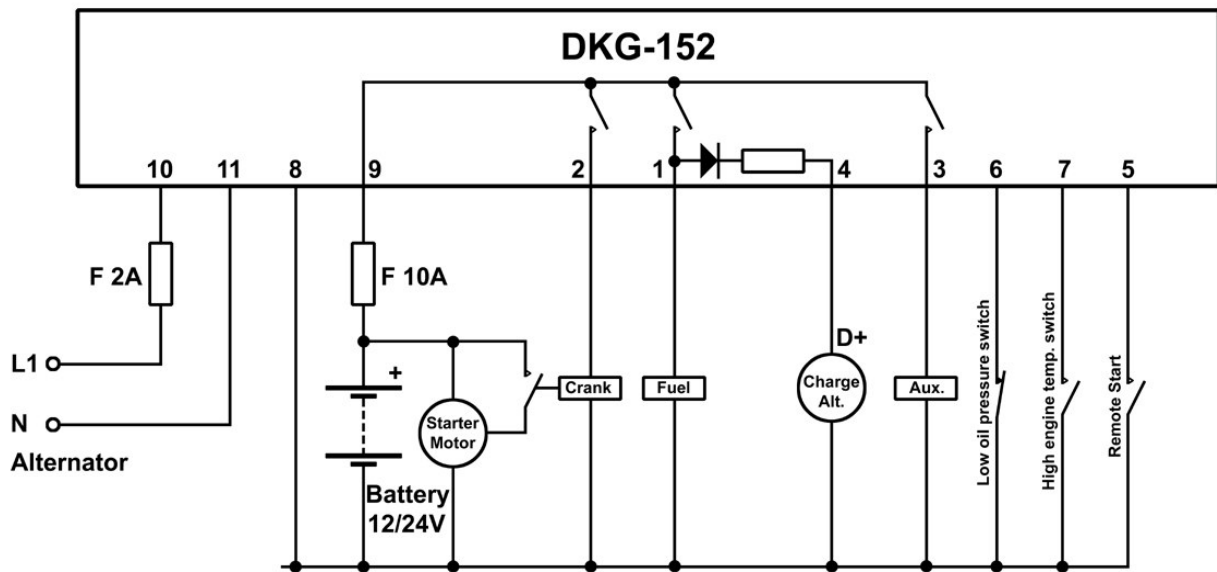 DKG-152
10 11 8 9 2 1 4 3 6 7 5
F 2A
F 10A
L1
N
Alternator
+
Battery
12/24V
Starter
Motor
Crank
Fuel
D+
Charge
Alt.
Aux.
Low oil pressure switch
High engine temp. switch
Remote Start